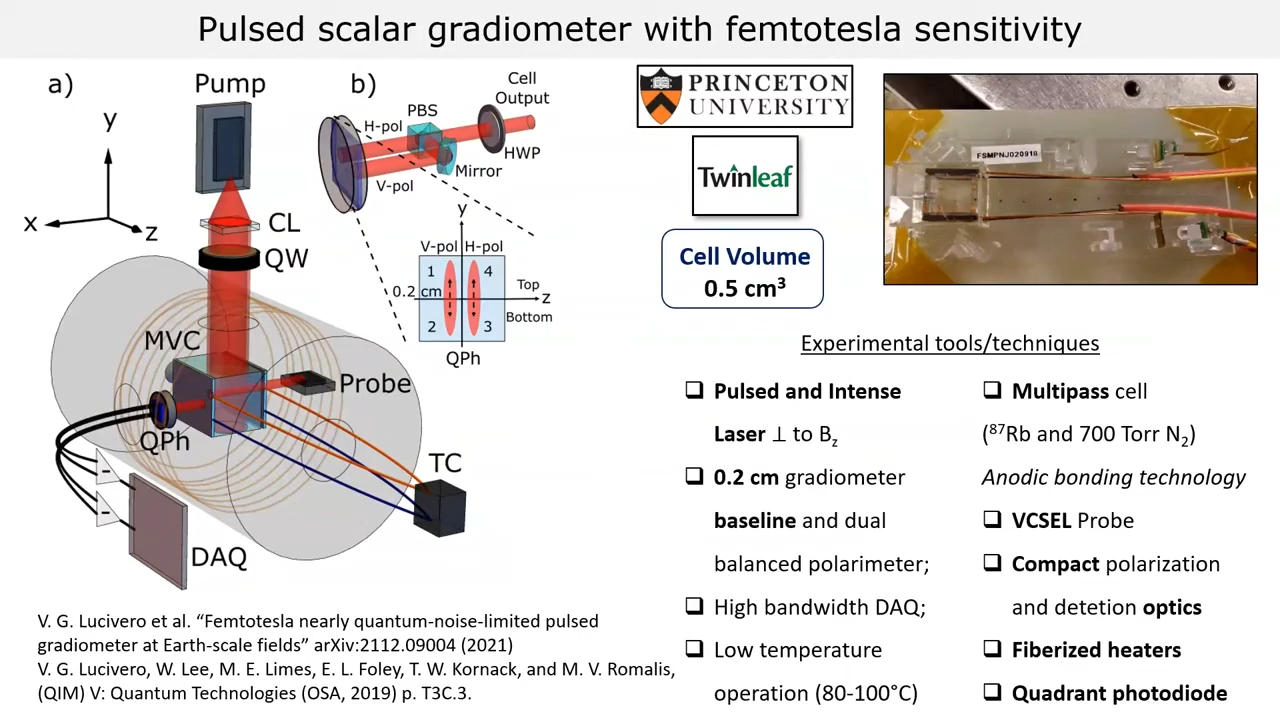 Pulsed scalar gradiometer with femtotesla sensitivity
a)
Pump
y
x
z
CL
QW
MVC
Probe
QPh
TC
DAQ
-
-
b)
Cell
Output
PBS
H-pol
HWP
Mirror
V-pol
y
V-pol
H-pol
1
4
0.2 cm
Top
z
Bottom
2
3
QPh
PRINCETON
UNIVERSITY
Twinleaf
Cell Volume
0.5 cm³
FSMPNJ020918
Experimental tools/techniques
❑ Pulsed and Intense
Laser ⊥ to Bz
❑ 0.2 cm gradiometer
baseline and dual
balanced polarimeter;
❑ High bandwidth DAQ;
❑ Low temperature
operation (80-100°C)
❑ Multipass cell
(⁸⁷Rb and 700 Torr N₂)
Anodic bonding technology
❑ VCSEL Probe
❑ Compact polarization
and detetion optics
❑ Fiberized heaters
❑ Quadrant photodiode
V. G. Lucivero et al. “Femtotesla nearly quantum-noise-limited pulsed
gradiometer at Earth-scale fields” arXiv:2112.09004 (2021)
V. G. Lucivero, W. Lee, M. E. Limes, E. L. Foley, T. W. Kornack, and M. V. Romalis,
(QIM) V: Quantum Technologies (OSA, 2019) p. T3C.3.